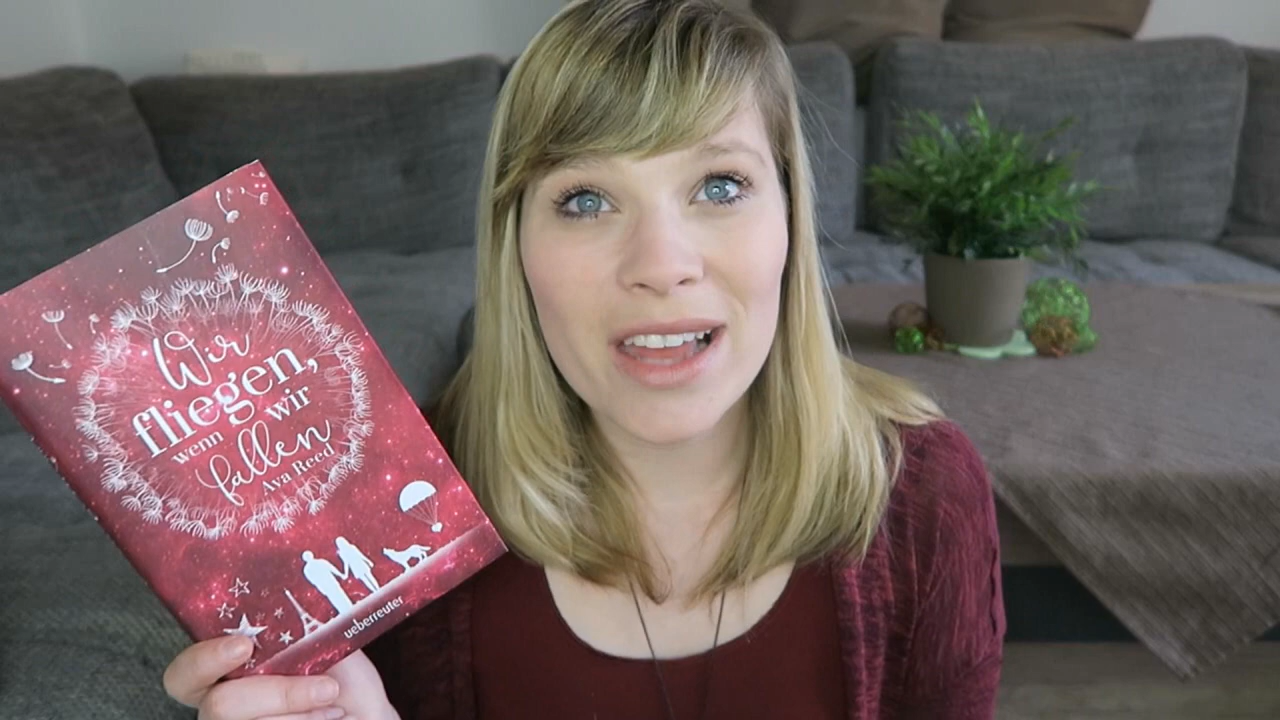 Wir
fliegen,
wenn wir
fallen
Ava Reed
ueberreuter